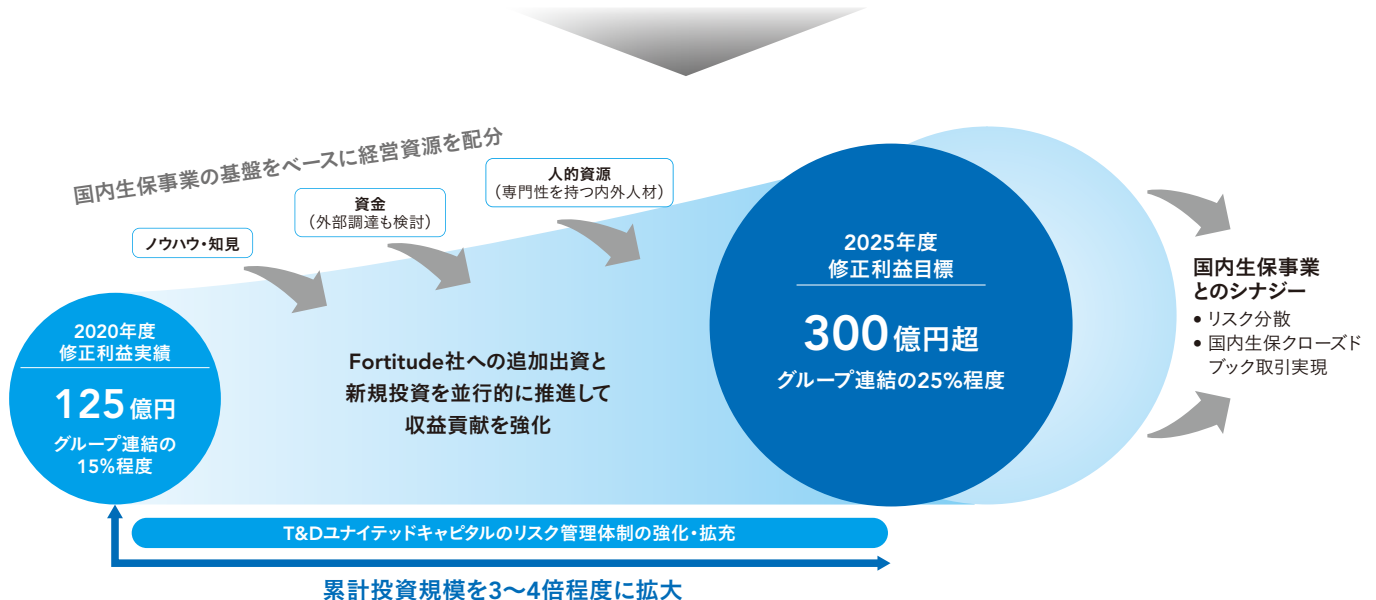 国内生保事業の基盤をベースに経営資源を配分
ノウハウ・知見
資金
（外部調達も検討）
人的資源
（専門性を持つ内外人材）
2020年度
修正利益実績
125億円
グループ連結の
15%程度
Fortitude社への追加出資と
新規投資を並行的に推進して
収益貢献を強化
2025年度
修正利益目標
300億円超
グループ連結の25%程度
国内生保事業
とのシナジー
• リスク分散
• 国内生保クローズド
ブック取引実現
T&Dユナイテッドキャピタルのリスク管理体制の強化・拡充
累計投資規模を3〜4倍程度に拡大